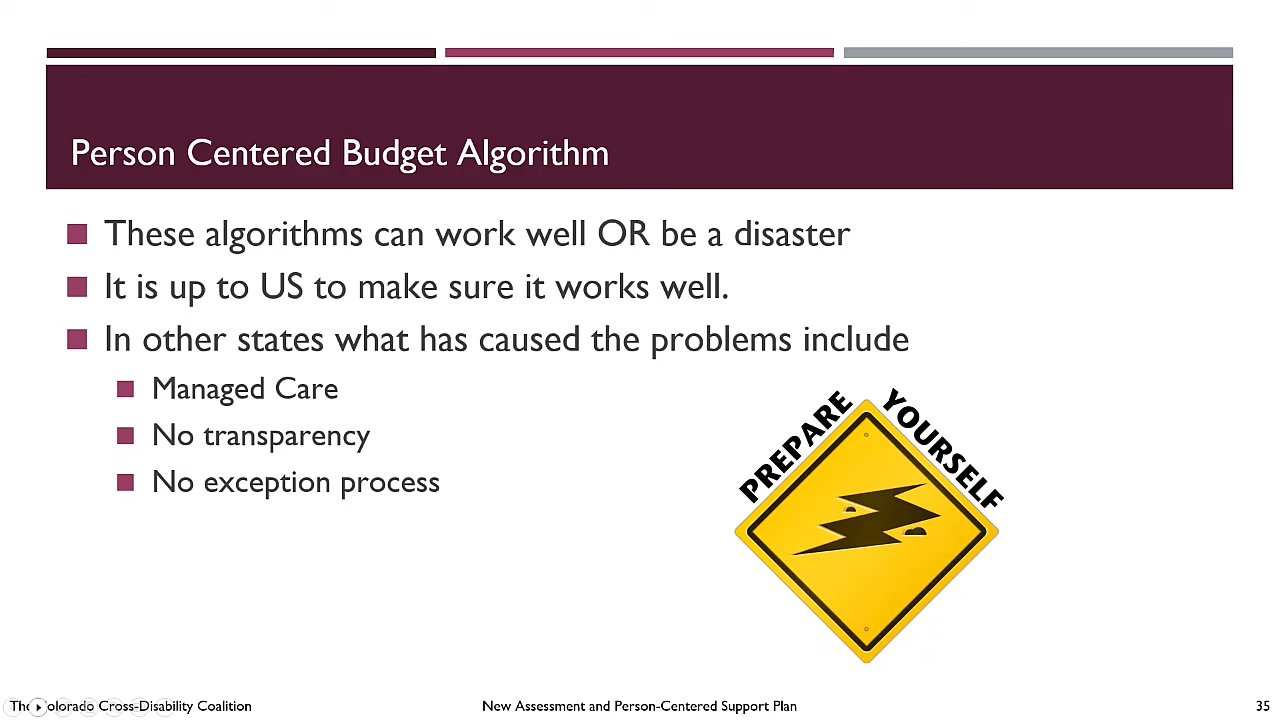 Person Centered Budget Algorithm
These algorithms can work well OR be a disaster
It is up to US to make sure it works well.
In other states what has caused the problems include
Managed Care
No transparency
No exception process
PREPARE YOURSELF
The Colorado Cross-Disability Coalition
New Assessment and Person-Centered Support Plan
35